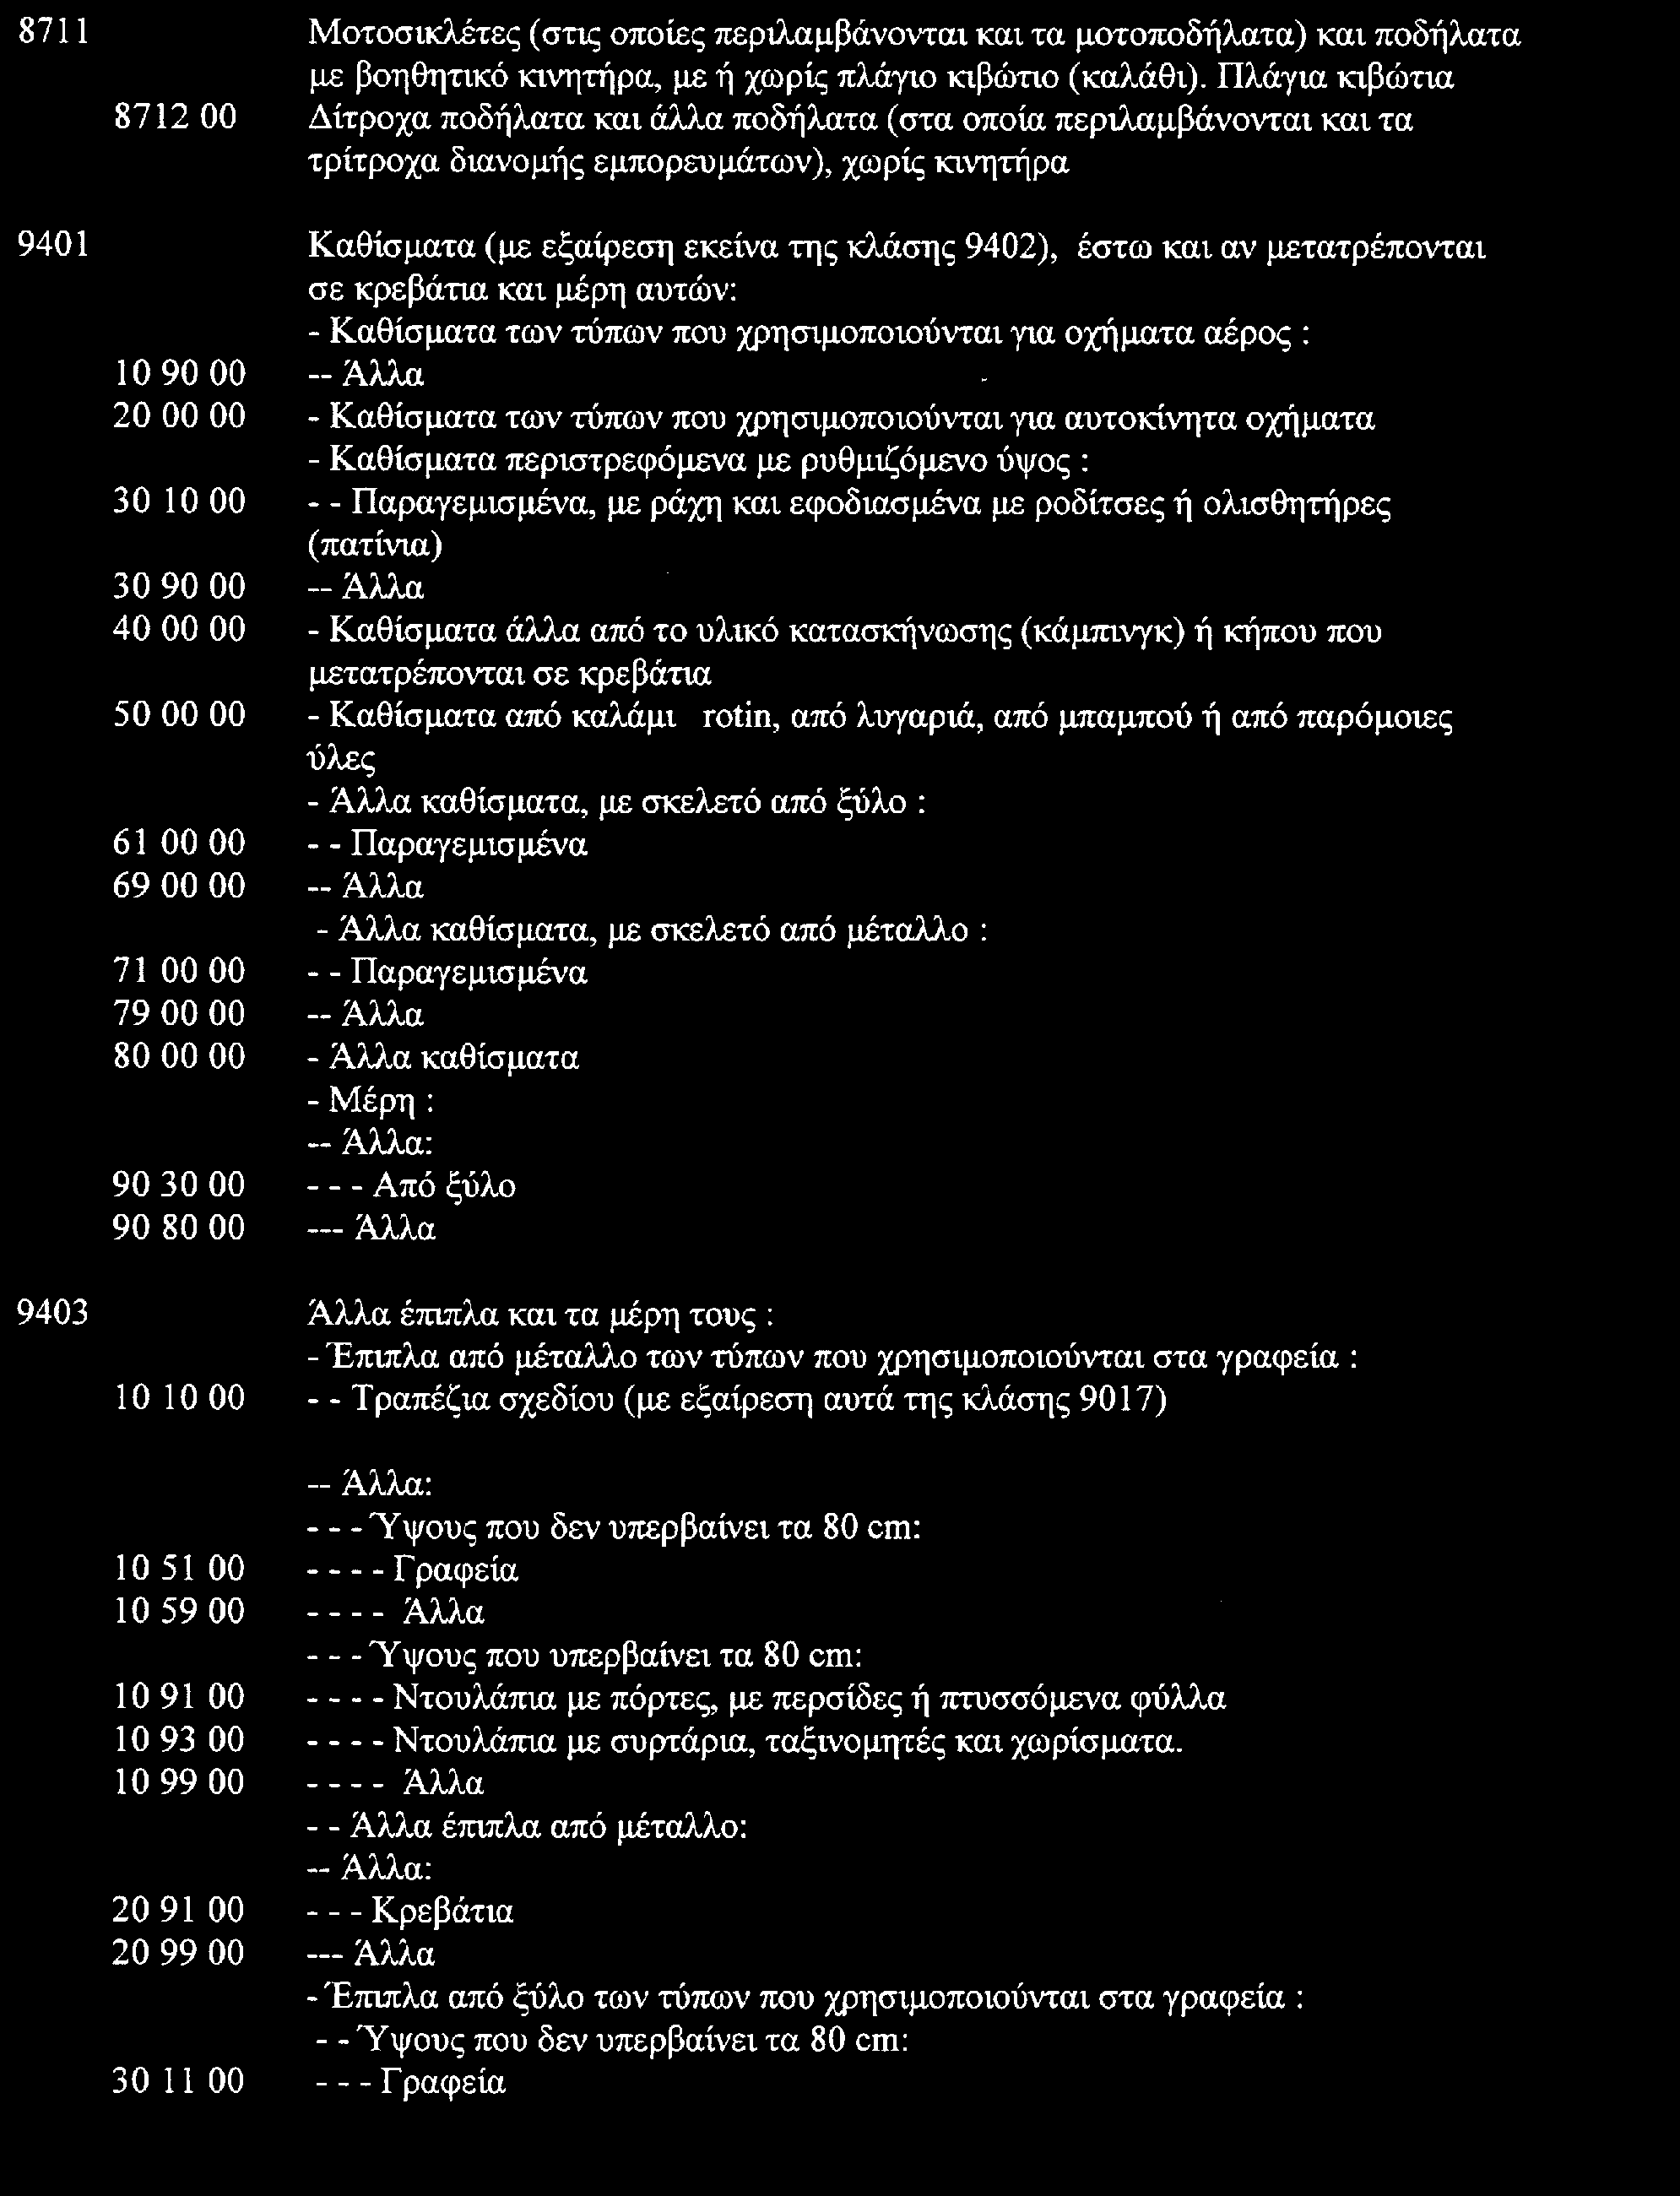 8711 Μοτοσικλέτες (στις οποίες περιλαμβάνονται και τα μοτοποδήλατα) και ποδήλατα
με βοηθητικό κινητήρα, με ή χωρίς πλάγιο κιβώτιο (καλάθι). Πλάγια κιβώτια
8712 00 Δίτροχα ποδήλατα και άλλα ποδήλατα (στα οποία περιλαμβάνονται και τα
τρίτροχα διανομής εμπορευμάτων), χωρίς κινητήρα
9401 Καθίσματα (με εξαίρεση εκείνα της κλάσης 9402), έστω και αν μετατρέπονται
σε κρεβάτια και μέρη αυτών:
- Καθίσματα των τύπων που χρησιμοποιούνται για οχήματα αέρος :
10 90 00 -- Άλλα
20 00 00 - Καθίσματα των τύπων που χρησιμοποιούνται για αυτοκίνητα οχήματα
- Καθίσματα περιστρεφόμενα με ρυθμιζόμενο ύψος :
30 10 00 - - Παραγεμισμένα, με ράχη και εφοδιασμένα με ροδίτσες ή ολισθητήρες
(πατίνια)
30 90 00 -- Άλλα
40 00 00 - Καθίσματα άλλα από το υλικό κατασκήνωσης (κάμπινγκ) ή κήπου που
μετατρέπονται σε κρεβάτια
50 00 00 - Καθίσματα από καλάμι rotin, από λυγαριά, από μπαμπού ή από παρόμοιες
ύλες
- Άλλα καθίσματα, με σκελετό από ξύλο :
61 00 00 - - Παραγεμισμένα
69 00 00 -- Άλλα
- Άλλα καθίσματα, με σκελετό από μέταλλο :
71 00 00 - - Παραγεμισμένα
79 00 00 -- Άλλα
80 00 00 - Άλλα καθίσματα
- Μέρη :
-- Άλλα:
90 30 00 - - - Από ξύλο
90 80 00 --- Άλλα
9403 Άλλα έπιπλα και τα μέρη τους :
- Έπιπλα από μέταλλο των τύπων που χρησιμοποιούνται στα γραφεία :
10 10 00 - - Τραπέζια σχεδίου (με εξαίρεση αυτά της κλάσης 9017)
-- Άλλα:
- - - Ύψους που δεν υπερβαίνει τα 80 cm:
10 51 00 - - - - Γραφεία
10 59 00 - - - - Άλλα
- - - Ύψους που υπερβαίνει τα 80 cm:
10 91 00 - - - - Ντουλάπια με πόρτες, με περσίδες ή πτυσσόμενα φύλλα
10 93 00 - - - - Ντουλάπια με συρτάρια, ταξινομητές και χωρίσματα.
10 99 00 - - - - Άλλα
- - Άλλα έπιπλα από μέταλλο:
-- Άλλα:
20 91 00 - - - Κρεβάτια
20 99 00 --- Άλλα
- Έπιπλα από ξύλο των τύπων που χρησιμοποιούνται στα γραφεία :
- - Ύψους που δεν υπερβαίνει τα 80 cm:
30 11 00 - - - Γραφεία